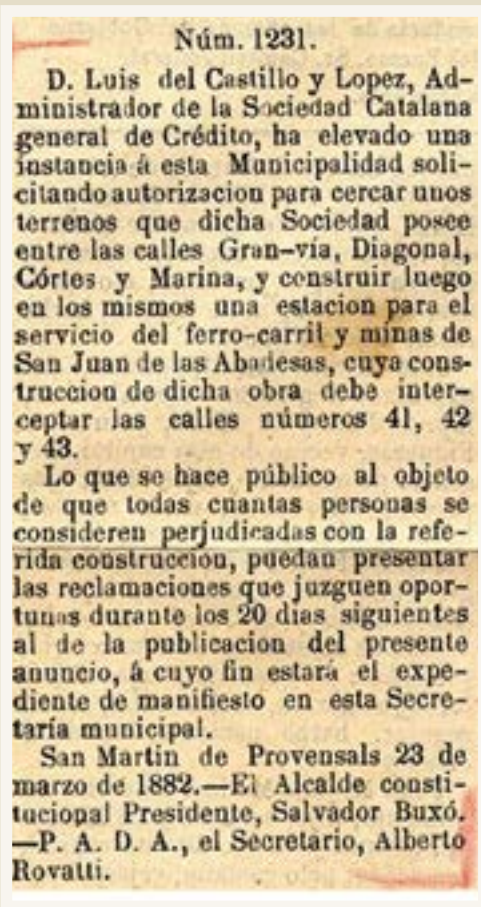 Núm. 1231.
D. Luis del Castillo y Lopez, Ad-
ministrador de la Sociedad Catalana
general de Crédito, ha elevado una
instancia á esta Municipalidad soli-
citando autorizacion para cercar unos
terrenos que dicha Sociedad posee
entre las calles Gran-vía, Diagonal,
Córtes y Marina, y construir luego
en los mismos una estacion para el
servicio del ferro-carril y minas de
San Juan de las Abadesas, cuya cons-
truccion de dicha obra debe inter-
ceptar las calles números 41, 42
y 43.
Lo que se hace público al objeto
de que todas cuantas personas se
consideren perjudicadas con la refe-
rida construccion, puedan presentar
las reclamaciones que juzguen opor-
tunas durante los 20 dias siguientes
al de la publicacion del presente
anuncio, á cuyo fin estará el expe-
diente de manifiesto en esta Secre-
taría municipal.
San Martin de Provensals 23 de
marzo de 1882.—El Alcalde consti-
tucional Presidente, Salvador Buxó.
—P. A. D. A., el Secretario, Alberto
Rovatti.